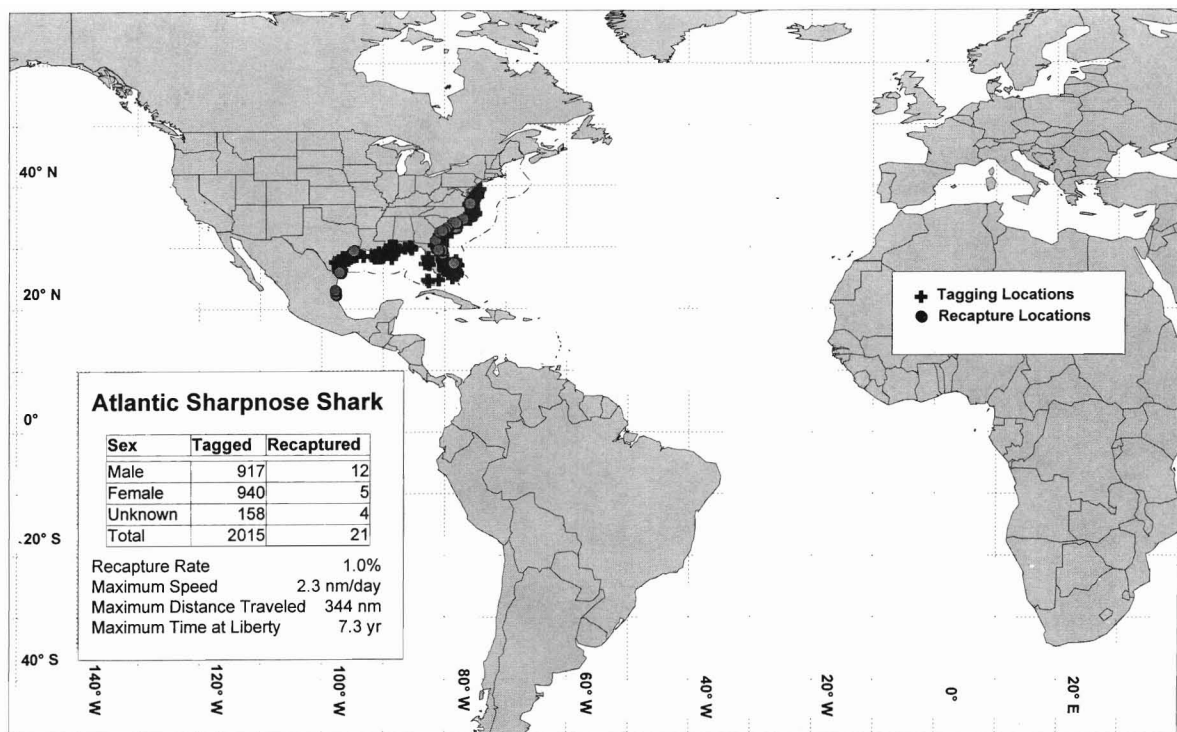 40° N
20° N
0°
20° S
40° S
Tagging Locations
Recapture Locations
Atlantic Sharpnose Shark
Sex Tagged Recaptured
Male 917 12
Female 940 5
Unknown 158 4
Total 2015 21
Recapture Rate 1.0%
Maximum Speed 2.3 nm/day
Maximum Distance Traveled 344 nm
Maximum Time at Liberty 7.3 yr
140° W
120° W
100° W
80° W
60° W
40° W
20° W
0°
20° E